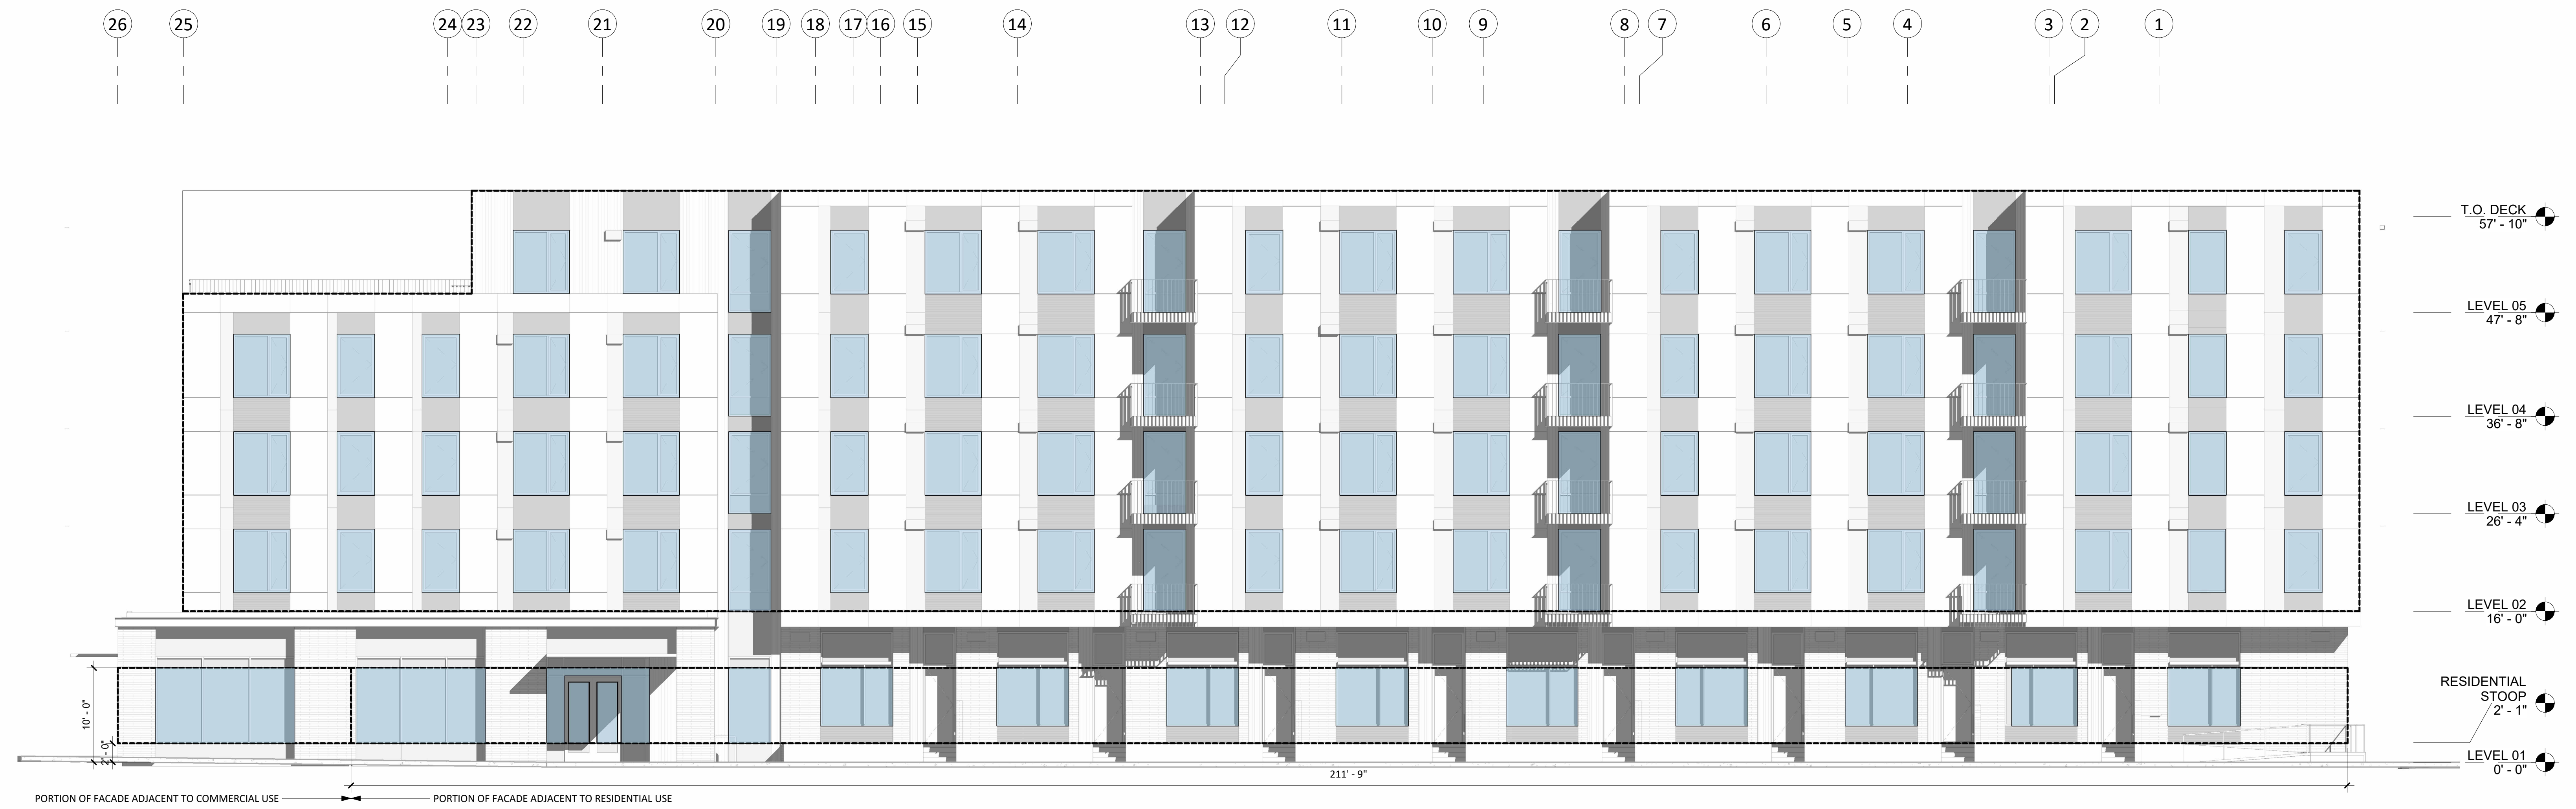 26 25 24 23 22 21 20 19 18 17 16 15 14 13 12 11 10 9 8 7 6 5 4 3 2 1
T.O. DECK
57' - 10"
LEVEL 05
47' - 8"
LEVEL 04
36' - 8"
LEVEL 03
26' - 4"
LEVEL 02
16' - 0"
RESIDENTIAL
STOOP
2' - 1"
LEVEL 01
0' - 0"
10' - 0"
2' - 0"
211' - 9"
PORTION OF FACADE ADJACENT TO COMMERCIAL USE
PORTION OF FACADE ADJACENT TO RESIDENTIAL USE